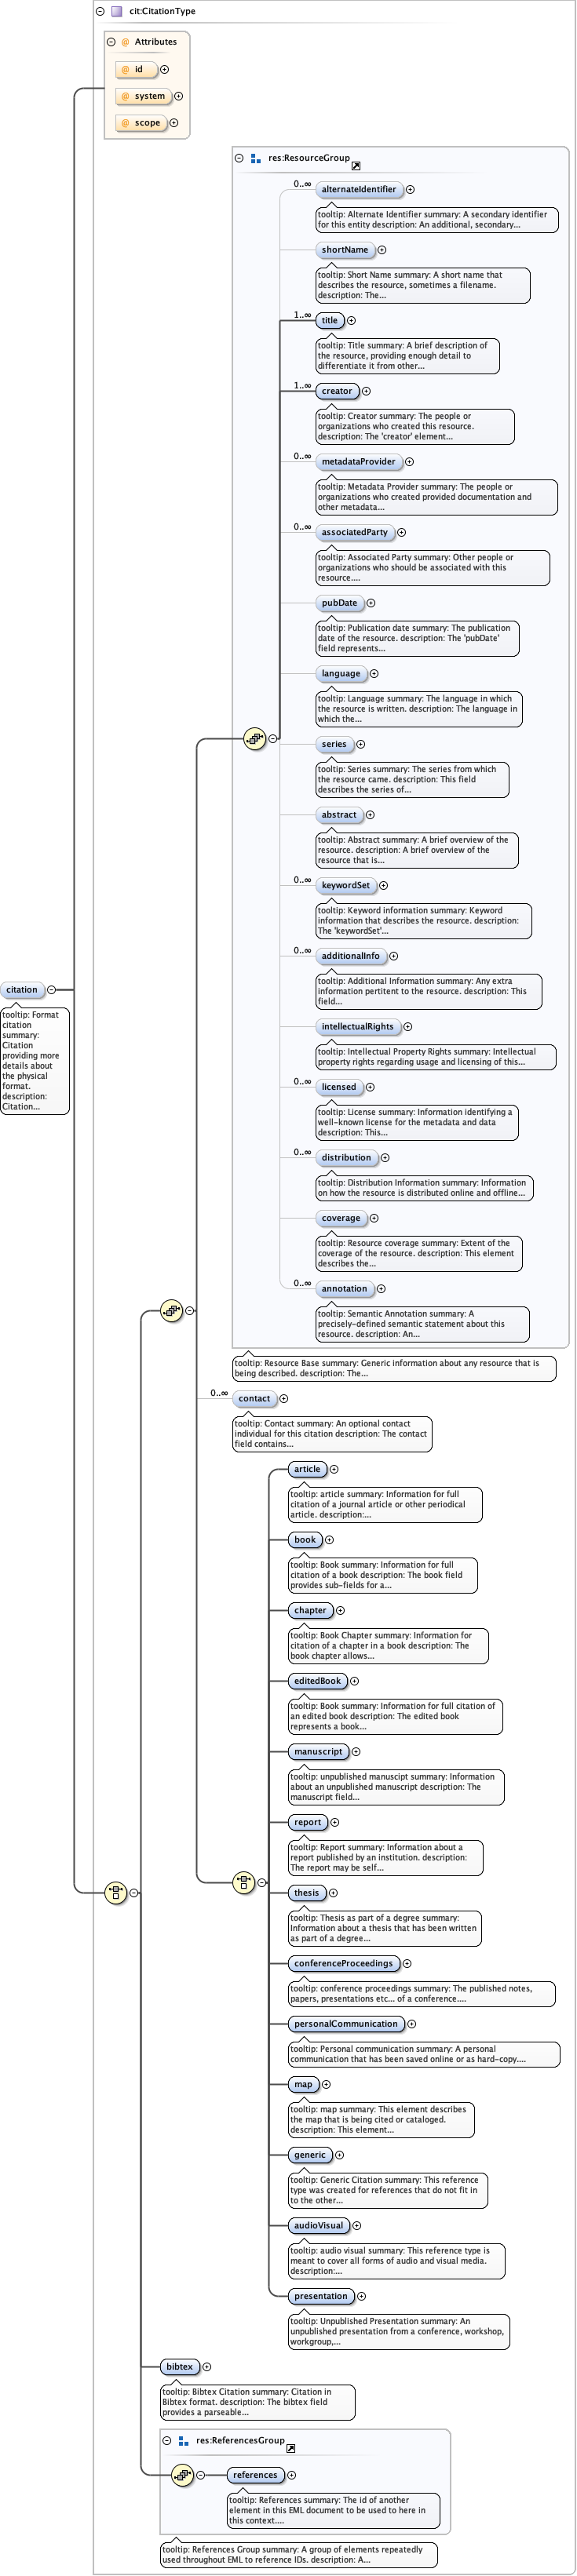 cit:CitationType
Attributes
@ id
@ system
@ scope
res:ResourceGroup
0..∞ alternateIdentifier
tooltip: Alternate Identifier summary: A secondary identifier
for this entity description: An additional, secondary...
shortName
tooltip: Short Name summary: A short name that
describes the resource, sometimes a filename.
description: The...
1..∞ title
tooltip: Title summary: A brief description of
the resource, providing enough detail to
differentiate it from other...
1..∞ creator
tooltip: Creator summary: The people or
organizations who created this resource.
description: The 'creator' element...
0..∞ metadataProvider
tooltip: Metadata Provider summary: The people or
organizations who created provided documentation and
other metadata...
0..∞ associatedParty
tooltip: Associated Party summary: Other people or
organizations who should be associated with this
resource....
pubDate
tooltip: Publication date summary: The publication
date of the resource. description: The 'pubDate'
field represents...
language
tooltip: Language summary: The language in which
the resource is written. description: The language in
which the...
series
tooltip: Series summary: The series from which
the resource came. description: This field
describes the series of...
abstract
tooltip: Abstract summary: A brief overview of the
resource. description: A brief overview of the
resource that is...
0..∞ keywordSet
tooltip: Keyword information summary: Keyword
information that describes the resource. description:
The 'keywordSet'...
0..∞ additionalInfo
tooltip: Additional Information summary: Any extra
information pertitent to the resource. description: This
field...
intellectualRights
tooltip: Intellectual Property Rights summary: Intellectual
property rights regarding usage and licensing of this...
0..∞ licensed
tooltip: License summary: Information identifying a
well-known license for the metadata and data
description: This...
0..∞ distribution
tooltip: Distribution Information summary: Information
on how the resource is distributed online and offline...
coverage
tooltip: Resource coverage summary: Extent of the
coverage of the resource. description: This element
describes the...
0..∞ annotation
tooltip: Semantic Annotation summary: A
precisely-defined semantic statement about this
resource. description: An...
tooltip: Resource Base summary: Generic information about any resource that is
being described. description: The...
citation
tooltip: Format
citation
summary:
Citation
providing more
details about
the physical
format.
description:
Citation...
0..∞ contact
tooltip: Contact summary: An optional contact
individual for this citation description: The contact
field contains...
article
tooltip: article summary: Information for full
citation of a journal article or other periodical
article. description:...
book
tooltip: Book summary: Information for full
citation of a book description: The book field
provides sub-fields for a...
chapter
tooltip: Book Chapter summary: Information for
citation of a chapter in a book description: The
book chapter allows...
editedBook
tooltip: Book summary: Information for full citation of
an edited book description: The edited book
represents a book...
manuscript
tooltip: unpublished manuscipt summary: Information
about an unpublished manuscript description: The
manuscript field...
report
tooltip: Report summary: Information about a
report published by an institution. description:
The report may be self...
thesis
tooltip: Thesis as part of a degree summary:
Information about a thesis that has been written
as part of a degree...
conferenceProceedings
tooltip: conference proceedings summary: The published notes,
papers, presentations etc... of a conference....
personalCommunication
tooltip: Personal communication summary: A personal
communication that has been saved online or as hard-copy....
map
tooltip: map summary: This element describes
the map that is being cited or cataloged.
description: This element...
generic
tooltip: Generic Citation summary: This reference
type was created for references that do not fit in
to the other...
audioVisual
tooltip: audio visual summary: This reference type is
meant to cover all forms of audio and visual media.
description:...
presentation
tooltip: Unpublished Presentation summary: An
unpublished presentation from a conference, workshop,
workgroup,...
bibtex
tooltip: Bibtex Citation summary: Citation in
Bibtex format. description: The bibtex field
provides a parseable...
res:ReferencesGroup
references
tooltip: References summary: The id of another
element in this EML document to be used to here in
this context....
tooltip: References Group summary: A group of elements repeatedly
used throughout EML to reference IDs. description: A...